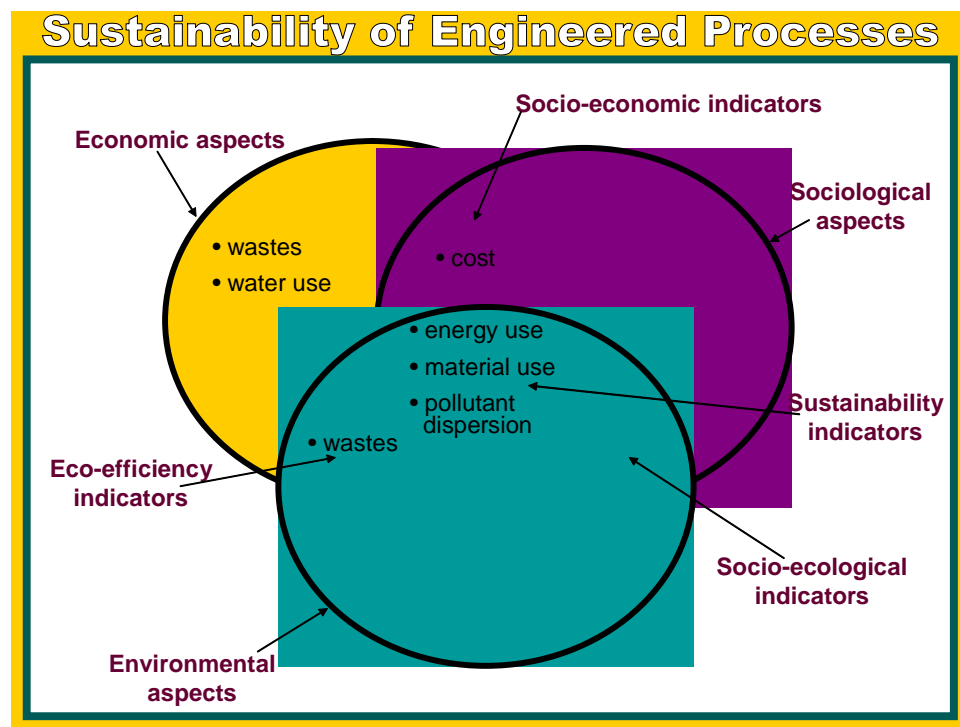 Sustainability of Engineered Processes
Socio-economic indicators
Economic aspects
Sociological
aspects
• wastes
• water use
• cost
• energy use
• material use
• pollutant
dispersion
• wastes
Sustainability
indicators
Eco-efficiency
indicators
Socio-ecological
indicators
Environmental
aspects